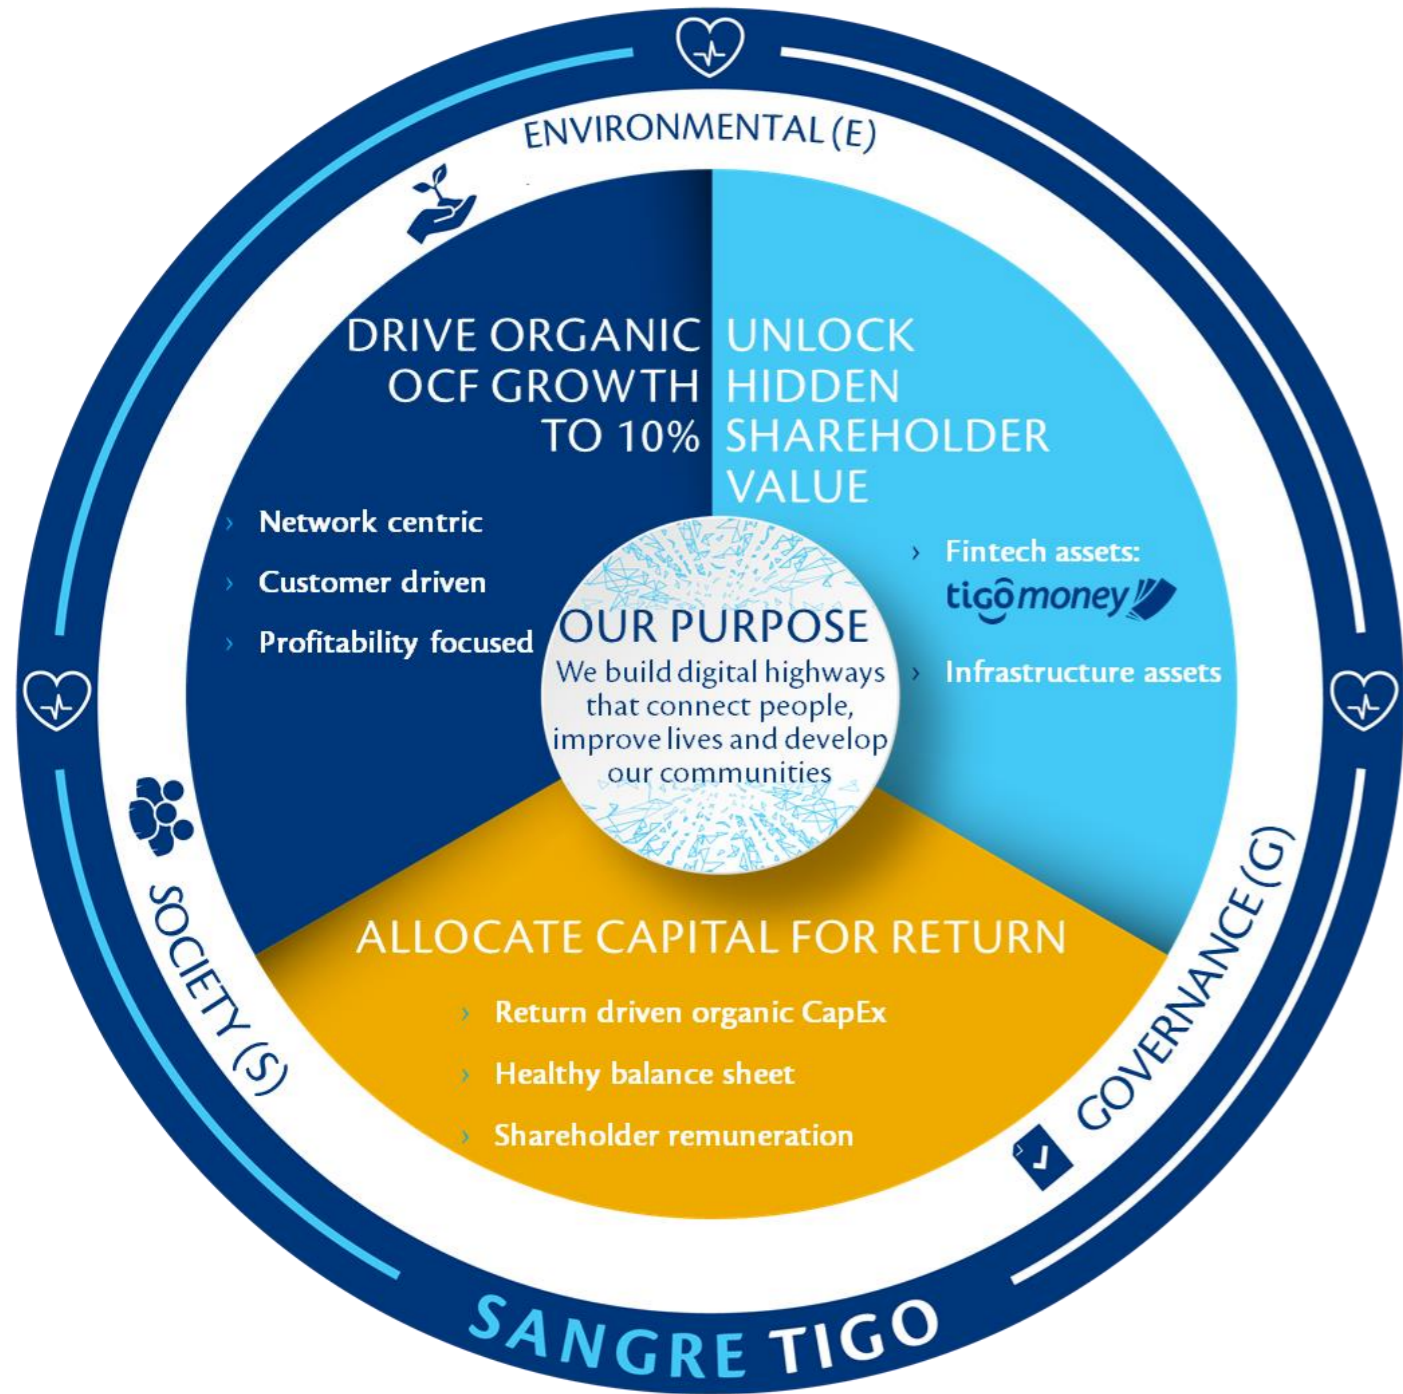 ENVIRONMENTAL (E)
DRIVE ORGANIC
OCF GROWTH
TO 10%
› Network centric
› Customer driven
› Profitability focused
UNLOCK
HIDDEN
SHAREHOLDER
VALUE
› Fintech assets:
tigo money
› Infrastructure assets
OUR PURPOSE
We build digital highways
that connect people,
improve lives and develop
our communities
ALLOCATE CAPITAL FOR RETURN
› Return driven organic CapEx
› Healthy balance sheet
› Shareholder remuneration
SOCIETY (S)
GOVERNANCE (G)
SANGRE TIGO